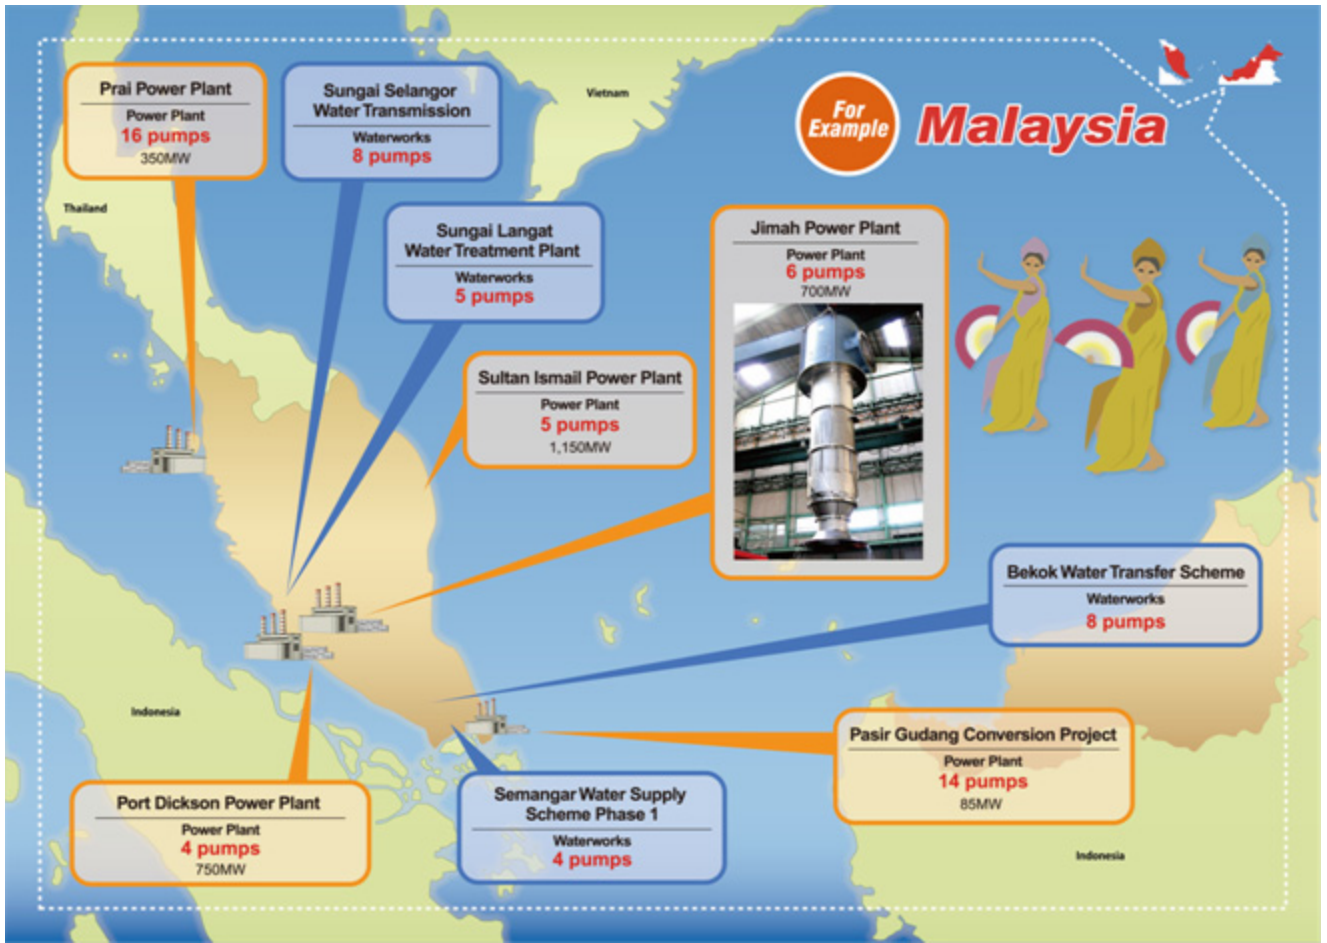 For
Example
Malaysia
Prai Power Plant
Power Plant
16 pumps
350MW
Sungai Selangor
Water Transmission
Waterworks
8 pumps
Vietnam
Thailand
Sungai Langat
Water Treatment Plant
Waterworks
5 pumps
Jimah Power Plant
Power Plant
6 pumps
700MW
Sultan Ismail Power Plant
Power Plant
5 pumps
1,150MW
Bekok Water Transfer Scheme
Waterworks
8 pumps
Indonesia
Pasir Gudang Conversion Project
Power Plant
14 pumps
85MW
Port Dickson Power Plant
Power Plant
4 pumps
750MW
Semangar Water Supply
Scheme Phase 1
Waterworks
4 pumps
Indonesia